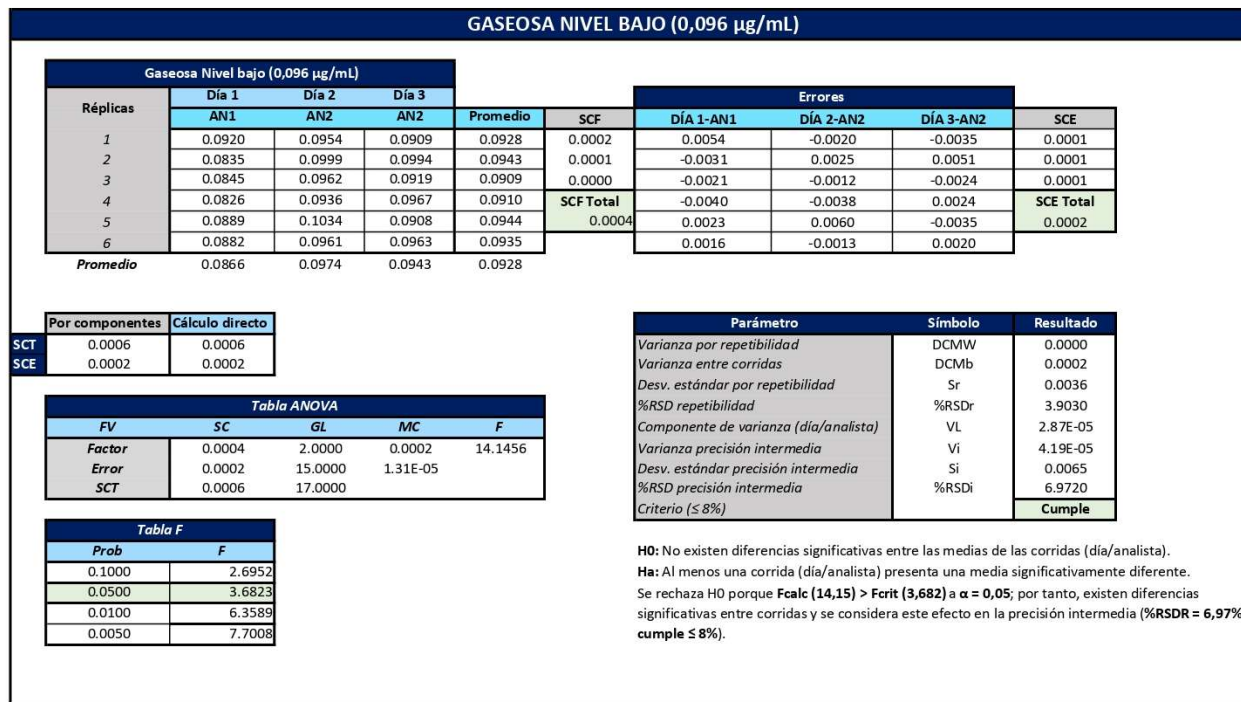 GASEOSA NIVEL BAJO (0,096 µg/mL)
Gaseosa Nivel bajo (0,096 µg/mL)
Réplicas Día 1 Día 2 Día 3
AN1 AN2 AN2 Promedio SCF
1 0.0920 0.0954 0.0909 0.0928 0.0002
2 0.0835 0.0999 0.0994 0.0943 0.0001
3 0.0845 0.0962 0.0919 0.0909 0.0000
4 0.0826 0.0936 0.0967 0.0910 SCF Total
5 0.0889 0.1034 0.0908 0.0944 0.0004
6 0.0882 0.0961 0.0963 0.0935
Promedio 0.0866 0.0974 0.0943 0.0928
Errores
DÍA 1-AN1 DÍA 2-AN2 DÍA 3-AN2 SCE
0.0054 -0.0020 -0.0035 0.0001
-0.0031 0.0025 0.0051 0.0001
-0.0021 -0.0012 -0.0024 0.0001
-0.0040 -0.0038 0.0024 SCE Total
0.0023 0.0060 -0.0035 0.0002
0.0016 -0.0013 0.0020
Por componentes Cálculo directo
SCT 0.0006 0.0006
SCE 0.0002 0.0002
Tabla ANOVA
FV SC GL MC F
Factor 0.0004 2.0000 0.0002 14.1456
Error 0.0002 15.0000 1.31E-05
SCT 0.0006 17.0000
Tabla F
Prob F
0.1000 2.6952
0.0500 3.6823
0.0100 6.3589
0.0050 7.7008
Parámetro Símbolo Resultado
Varianza por repetibilidad DCMW 0.0000
Varianza entre corridas DCMb 0.0002
Desv. estándar por repetibilidad Sr 0.0036
%RSD repetibilidad %RSDr 3.9030
Componente de varianza (día/analista) VL 2.87E-05
Varianza precisión intermedia Vi 4.19E-05
Desv. estándar precisión intermedia Si 0.0065
%RSD precisión intermedia %RSDi 6.9720
Criterio (≤ 8%) Cumple
H0: No existen diferencias significativas entre las medias de las corridas (día/analista).
Ha: Al menos una corrida (día/analista) presenta una media significativamente diferente.
Se rechaza H0 porque Fcalc (14,15) > Fcrit (3,682) a α = 0,05; por tanto, existen diferencias
significativas entre corridas y se considera este efecto en la precisión intermedia (%RSDR = 6,97%
cumple ≤ 8%).